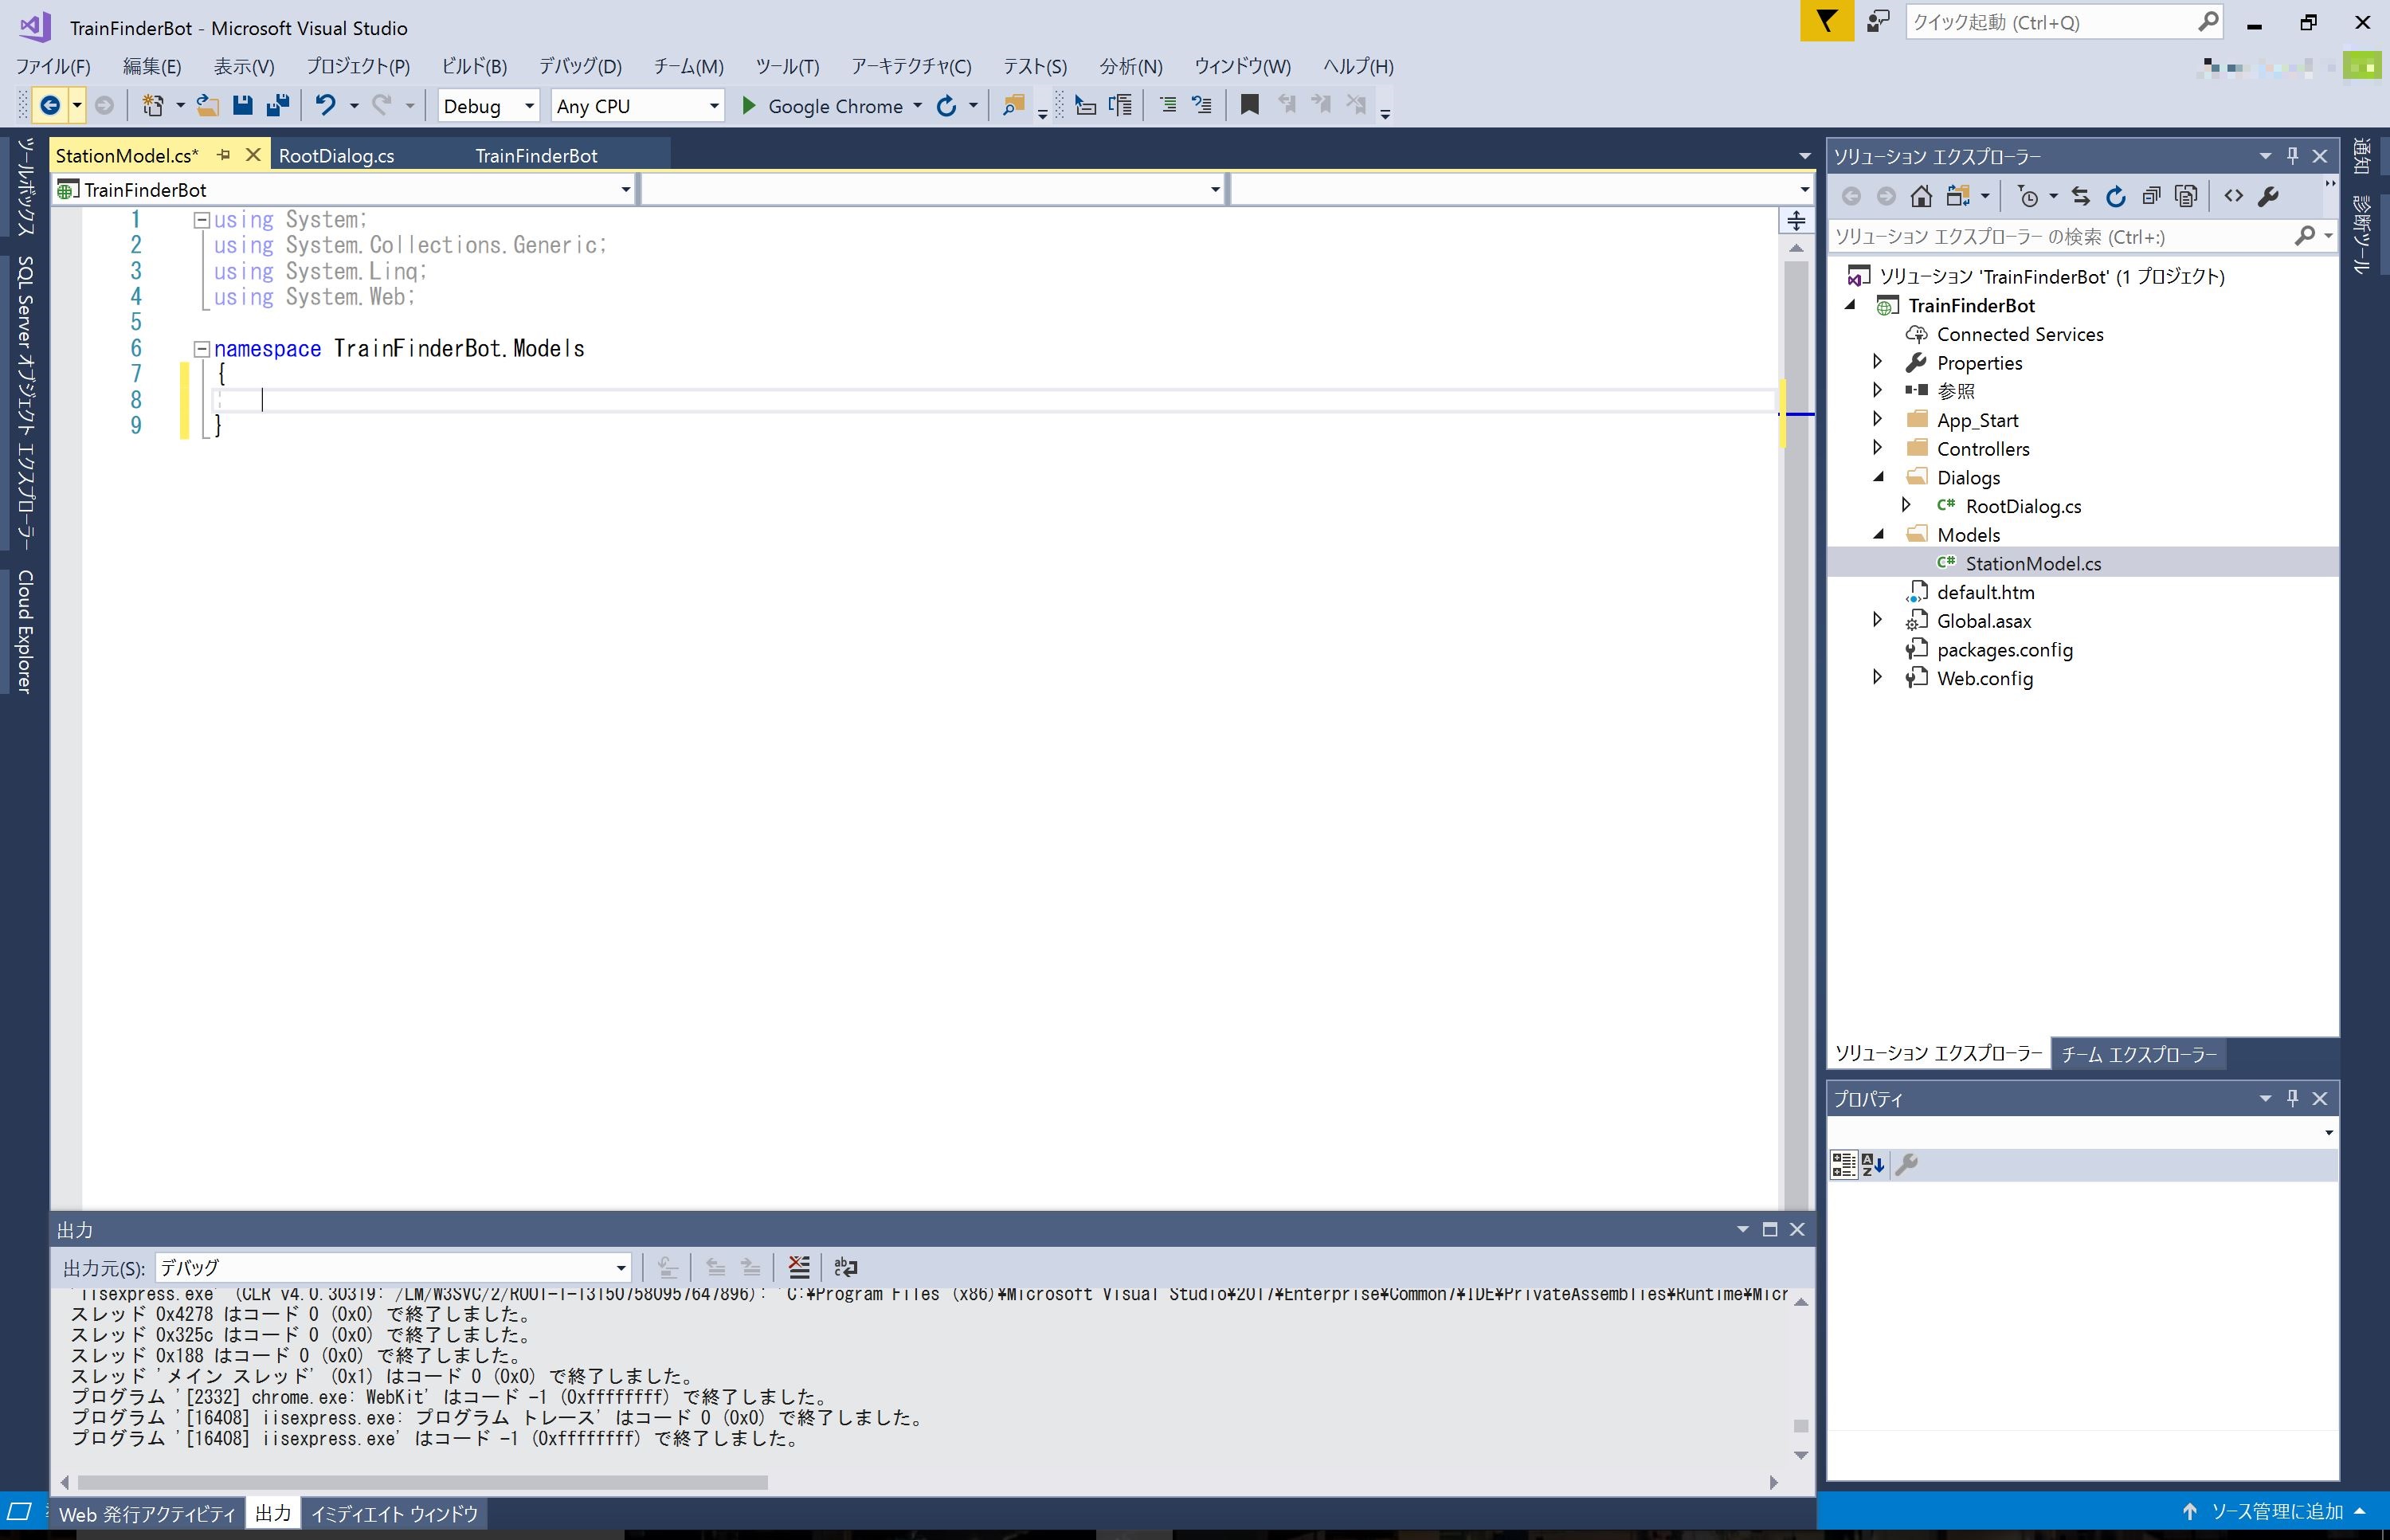 TrainFinderBot - Microsoft Visual Studio
クイック起動 (Ctrl+Q)
ファイル(F) 編集(E) 表示(V) プロジェクト(P) ビルド(B) デバッグ(D) チーム(M) ツール(T) アーキテクチャ(C) テスト(S) 分析(N) ウィンドウ(W) ヘルプ(H)
Debug Any CPU Google Chrome
ツールボックス
SQL Server オブジェクト エクスプローラー
Cloud Explorer
StationModel.cs* RootDialog.cs TrainFinderBot
TrainFinderBot
1 using System;
2 using System.Collections.Generic;
3 using System.Linq;
4 using System.Web;
5
6 namespace TrainFinderBot.Models
7 {
8
9 }
出力
出力元(S): デバッグ
'iisexpress.exe' (CLR v4.0.30319: /LM/W3SVC/2/ROOT-1-131507580957647896): 'C:¥Program Files (x86)¥Microsoft Visual Studio¥2017¥Enterprise¥Common7¥IDE¥PrivateAssemblies¥Runtime¥Micr
スレッド 0x4278 はコード 0 (0x0) で終了しました。
スレッド 0x325c はコード 0 (0x0) で終了しました。
スレッド 0x188 はコード 0 (0x0) で終了しました。
スレッド 'メイン スレッド' (0x1) はコード 0 (0x0) で終了しました。
プログラム '[2332] chrome.exe: WebKit' はコード -1 (0xffffffff) で終了しました。
プログラム '[16408] iisexpress.exe: プログラム トレース' はコード 0 (0x0) で終了しました。
プログラム '[16408] iisexpress.exe' はコード -1 (0xffffffff) で終了しました。
Web 発行アクティビティ 出力 イミディエイト ウィンドウ
ソリューション エクスプローラー
ソリューション エクスプローラー の検索 (Ctrl+:)
ソリューション 'TrainFinderBot' (1 プロジェクト)
TrainFinderBot
Connected Services
Properties
参照
App_Start
Controllers
Dialogs
C# RootDialog.cs
Models
C# StationModel.cs
default.htm
Global.asax
packages.config
Web.config
ソリューション エクスプローラー チーム エクスプローラー
プロパティ
通知
診断ツール
ソース管理に追加